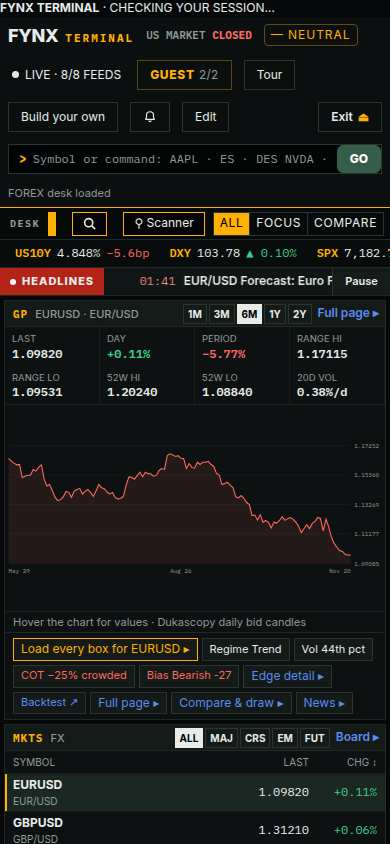 FYNX TERMINAL · CHECKING YOUR SESSION...
FYNX TERMINAL US MARKET CLOSED — NEUTRAL
LIVE · 8/8 FEEDS GUEST 2/2 Tour
Build your own Edit Exit ⏏
> Symbol or command: AAPL · ES · DES NVDA · GO
FOREX desk loaded
DESK Scanner ALL FOCUS COMPARE
US10Y 4.848% −5.6bp DXY 103.78 ▲ 0.10% SPX 7,182.
HEADLINES 01:41 EUR/USD Forecast: Euro F Pause
GP EURUSD · EUR/USD 1M 3M 6M 1Y 2Y Full page ▸
LAST DAY PERIOD RANGE HI
1.09820 +0.11% −5.77% 1.17115
RANGE LO 52W HI 52W LO 20D VOL
1.09531 1.20240 1.08840 0.38%/d
1.17252
1.15360
1.13269
1.11177
1.09085
May 29 Aug 26 Nov 20
Hover the chart for values · Dukascopy daily bid candles
Load every box for EURUSD ▸ Regime Trend Vol 44th pct
COT −25% crowded Bias Bearish -27 Edge detail ▸
Backtest ↗ Full page ▸ Compare & draw ▸ News ▸
MKTS FX ALL MAJ CRS EM FUT Board ▸
SYMBOL LAST CHG ↕
EURUSD 1.09820 +0.11%
EUR/USD
GBPUSD 1.31210 +0.06%
GBP/USD